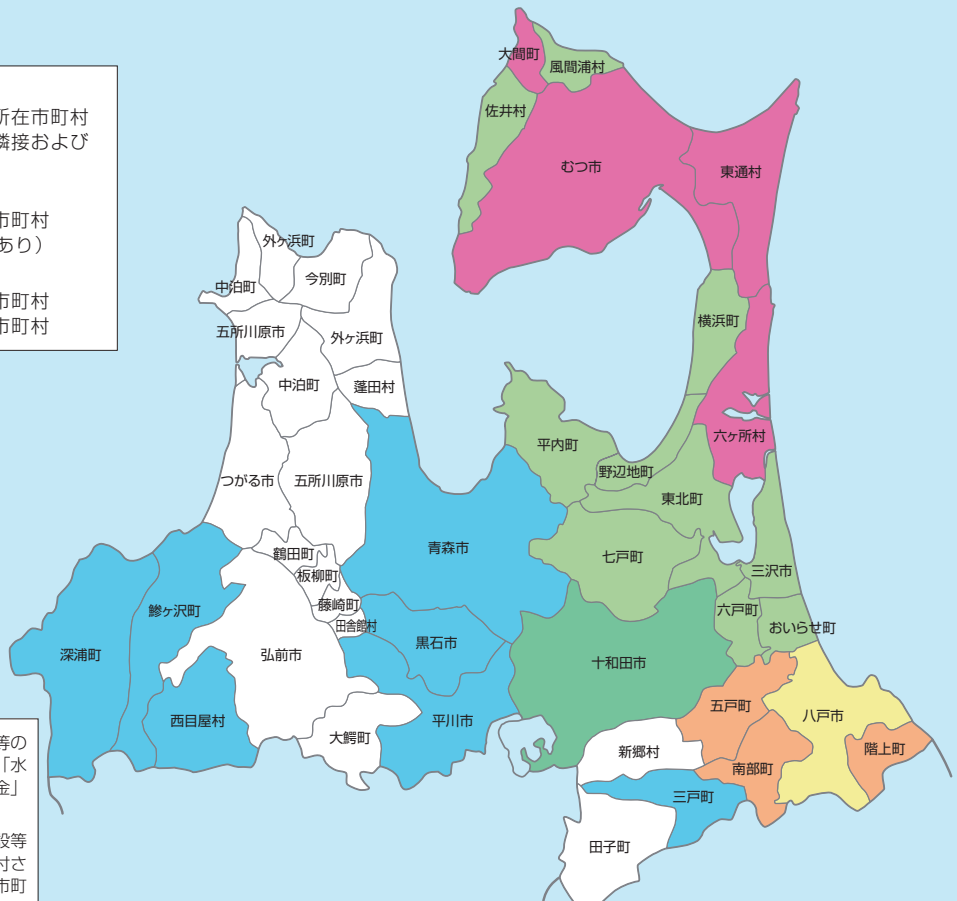 所在市町村
隣接および
市町村
あり）
市町村
市町村
大間町
風間浦村
佐井村
むつ市
東通村
外ヶ浜町
今別町
中泊町
五所川原市
外ヶ浜町
横浜町
中泊町
蓬田村
六ヶ所村
平内町
野辺地町
東北町
つがる市
五所川原市
青森市
七戸町
鶴田町
板柳町
三沢市
藤崎町
六戸町
鰺ヶ沢町
田舎館村
おいらせ町
黒石市
深浦町
弘前市
十和田市
五戸町
八戸市
西目屋村
平川市
大鰐町
新郷村
階上町
南部町
三戸町
田子町
等の
「水
金」
設等
付さ
市町